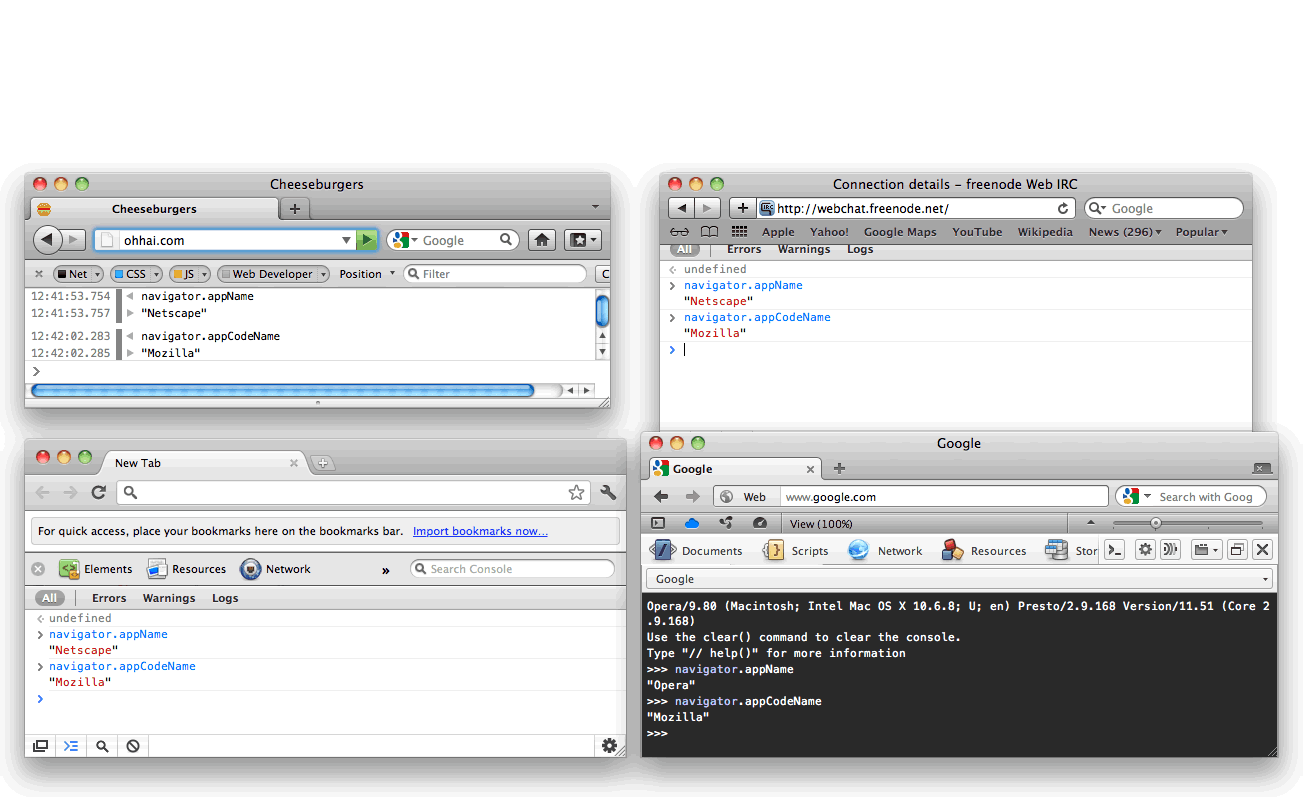 Cheeseburgers
Cheeseburgers
ohhai.com
Google
Net CSS JS Web Developer Position Filter C
12:41:53.754 navigator.appName
12:41:53.757 "Netscape"
12:42:02.283 navigator.appCodeName
12:42:02.285 "Mozilla"
>
Connection details – freenode Web IRC
IRC http://webchat.freenode.net/ Google
Apple Yahoo! Google Maps YouTube Wikipedia News (296) Popular
All Errors Warnings Logs
undefined
> navigator.appName
"Netscape"
> navigator.appCodeName
"Mozilla"
>
New Tab
For quick access, place your bookmarks here on the bookmarks bar. Import bookmarks now...
Elements Resources Network » Search Console
All Errors Warnings Logs
undefined
> navigator.appName
"Netscape"
> navigator.appCodeName
"Mozilla"
>
Google
Google
Web www.google.com Search with Goog
View (100%)
Documents Scripts Network Resources Stor
Google
Opera/9.80 (Macintosh; Intel Mac OS X 10.6.8; U; en) Presto/2.9.168 Version/11.51 (Core 2
.9.168)
Use the clear() command to clear the console.
Type "// help()" for more information
>>> navigator.appName
"Opera"
>>> navigator.appCodeName
"Mozilla"
>>>